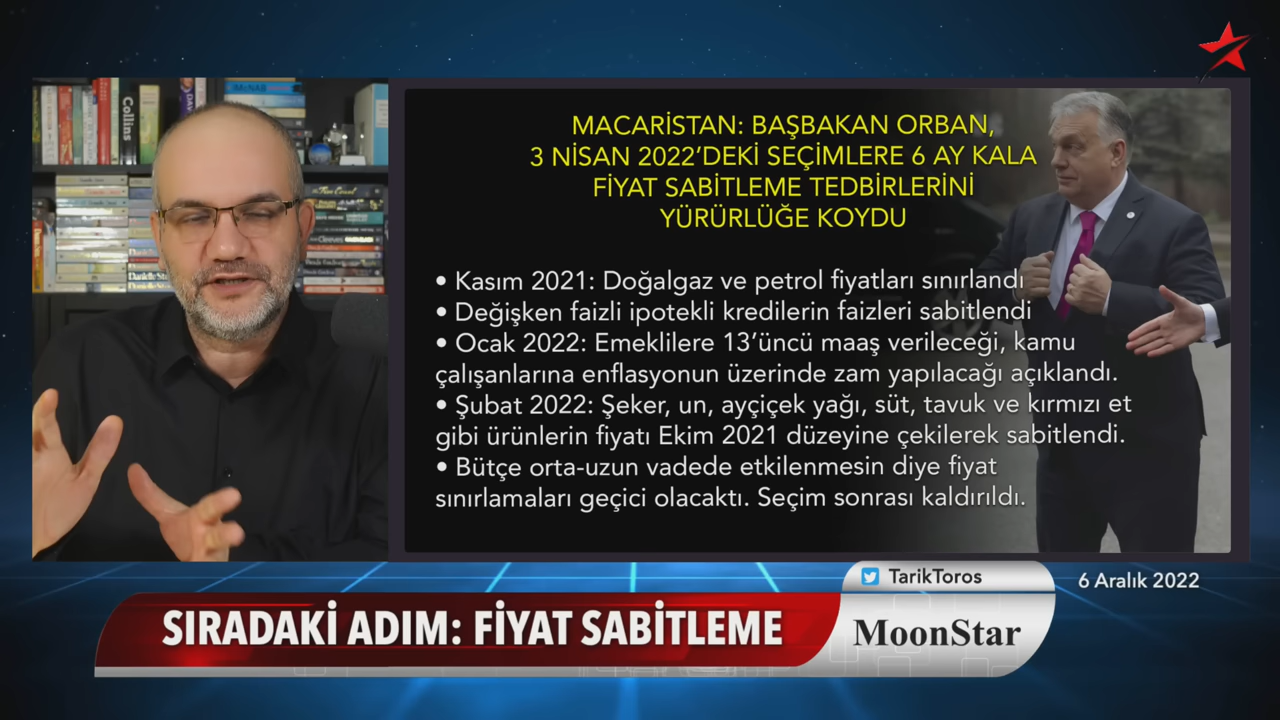 MACARİSTAN: BAŞBAKAN ORBAN,
3 NİSAN 2022'DEKİ SEÇİMLERE 6 AY KALA
FİYAT SABİTLEME TEDBİRLERİNİ
YÜRÜRLÜĞE KOYDU
• Kasım 2021: Doğalgaz ve petrol fiyatları sınırlandı
• Değişken faizli ipotekli kredilerin faizleri sabitlendi
• Ocak 2022: Emeklilere 13'üncü maaş verileceği, kamu
çalışanlarına enflasyonun üzerinde zam yapılacağı açıklandı.
• Şubat 2022: Şeker, un, ayçiçek yağı, süt, tavuk ve kırmızı et
gibi ürünlerin fiyatı Ekim 2021 düzeyine çekilerek sabitlendi.
• Bütçe orta-uzun vadede etkilenmesin diye fiyat
sınırlamaları geçici olacaktı. Seçim sonrası kaldırıldı.
TarikToros
6 Aralık 2022
SIRADAKİ ADIM: FİYAT SABİTLEME
MoonStar
Collins